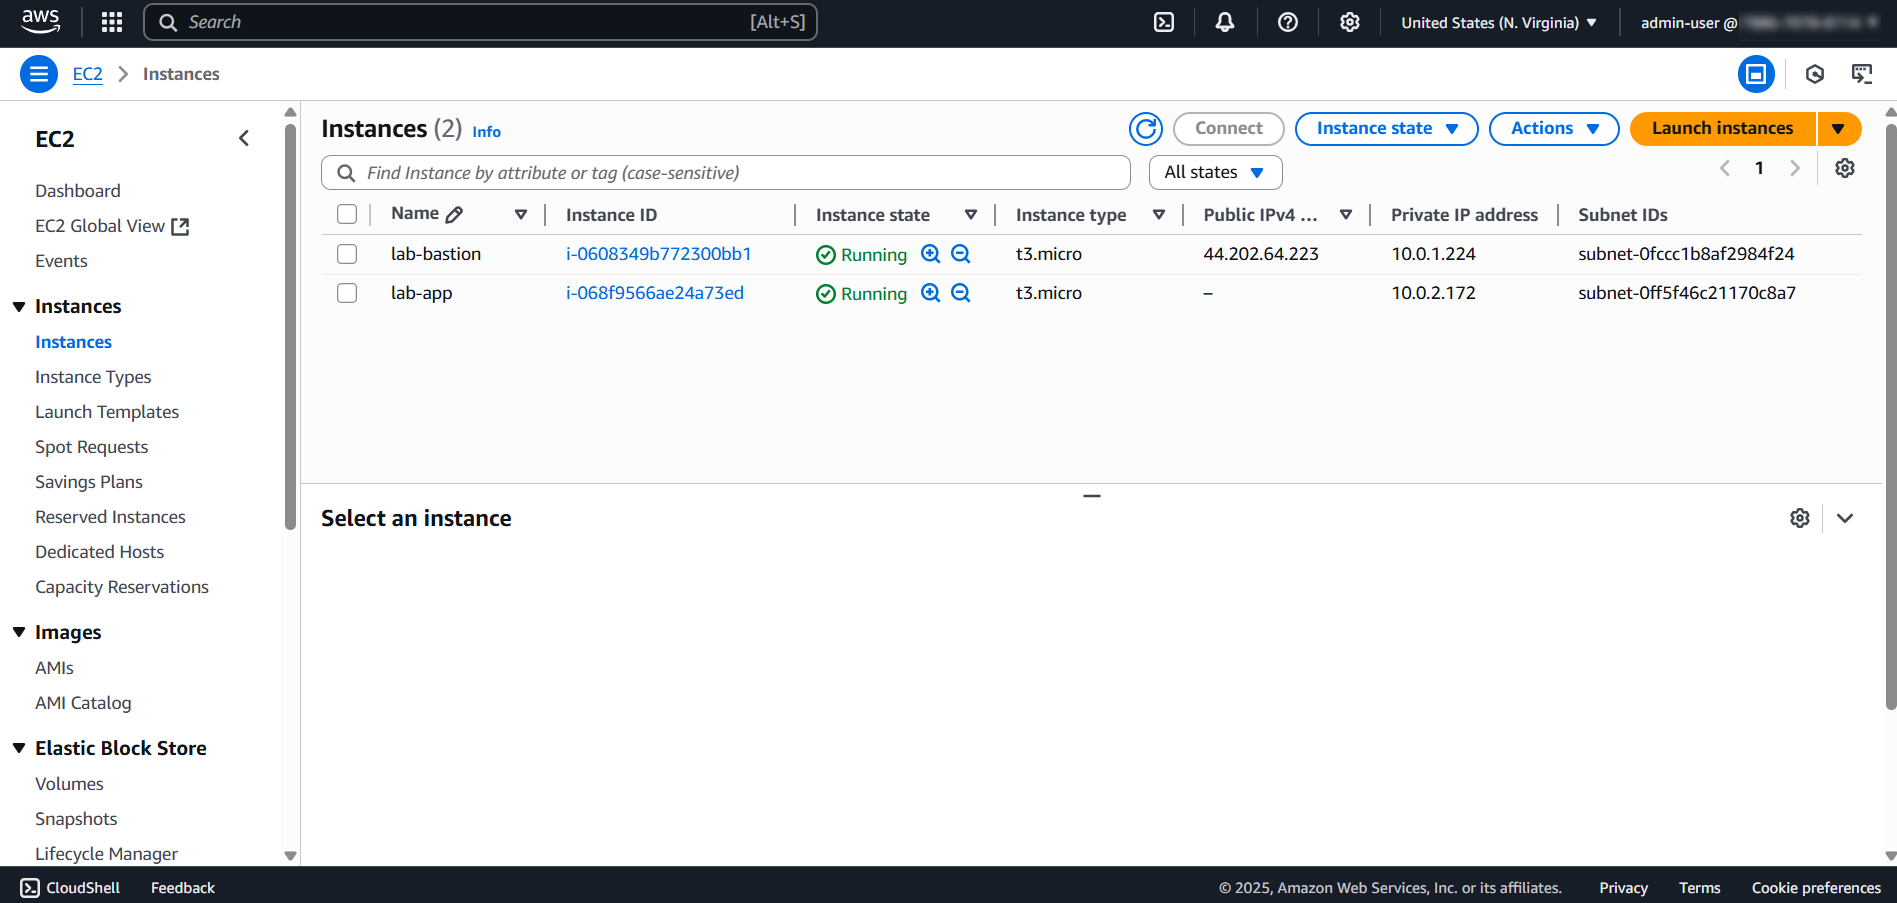 aws
Search [Alt+S]
United States (N. Virginia)
admin-user @
EC2 Instances
EC2
Dashboard
EC2 Global View
Events
Instances
Instances
Instance Types
Launch Templates
Spot Requests
Savings Plans
Reserved Instances
Dedicated Hosts
Capacity Reservations
Images
AMIs
AMI Catalog
Elastic Block Store
Volumes
Snapshots
Lifecycle Manager
Instances (2) Info
Connect
Instance state
Actions
Launch instances
Find Instance by attribute or tag (case-sensitive)
All states
1
Name Instance ID Instance state Instance type Public IPv4 ... Private IP address Subnet IDs
lab-bastion i-0608349b772300bb1 Running t3.micro 44.202.64.223 10.0.1.224 subnet-0fccc1b8af2984f24
lab-app i-068f9566ae24a73ed Running t3.micro – 10.0.2.172 subnet-0ff5f46c21170c8a7
Select an instance
CloudShell Feedback
© 2025, Amazon Web Services, Inc. or its affiliates. Privacy Terms Cookie preferences